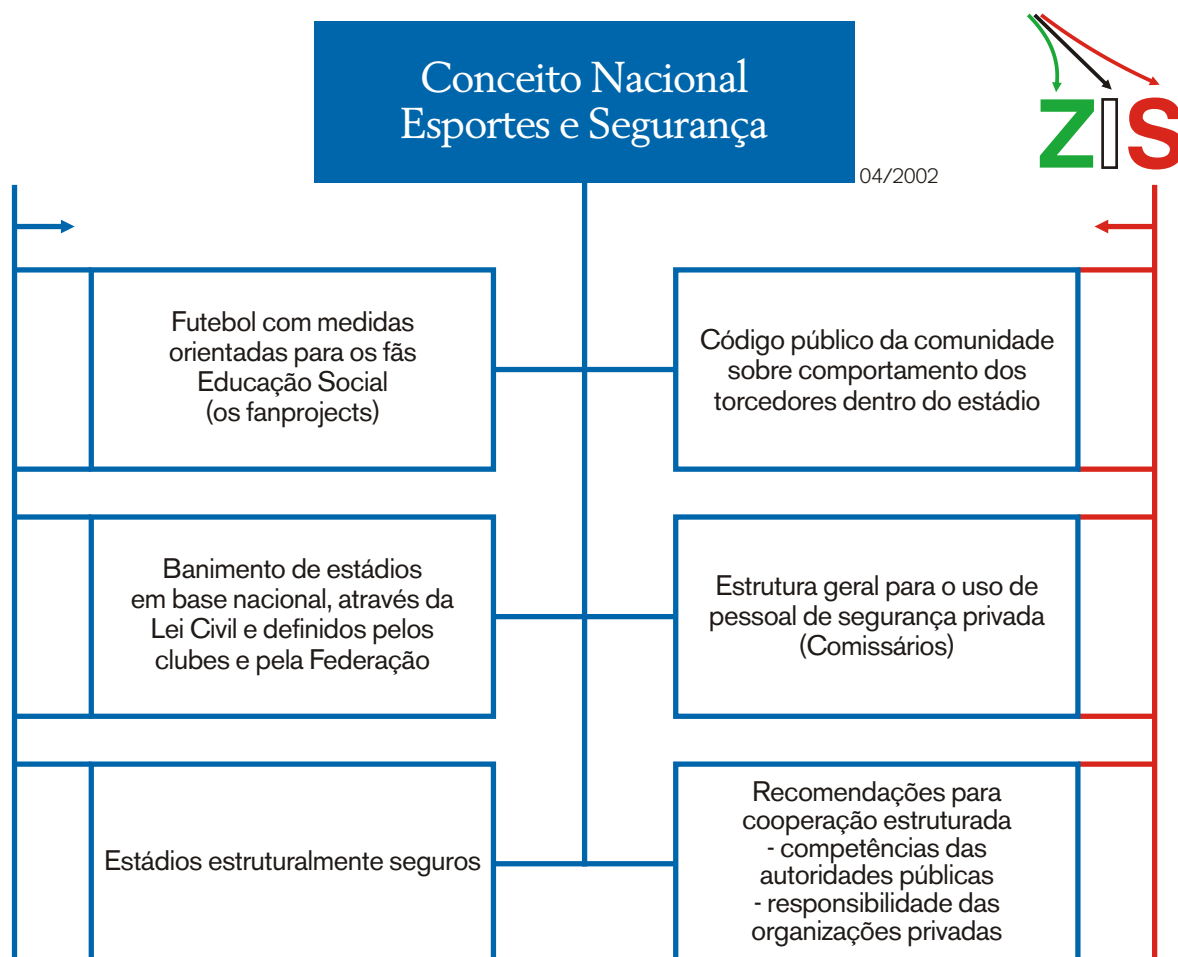 Conceito Nacional
Esportes e Segurança
ZIS
04/2002
Futebol com medidas
orientadas para os fãs
Educação Social
(os fanprojects)
Código público da comunidade
sobre comportamento dos
torcedores dentro do estádio
Banimento de estádios
em base nacional, através da
Lei Civil e definidos pelos
clubes e pela Federação
Estrutura geral para o uso de
pessoal de segurança privada
(Comissários)
Estádios estruturalmente seguros
Recomendações para
cooperação estruturada
- competências das
autoridades públicas
- responsibilidade das
organizações privadas